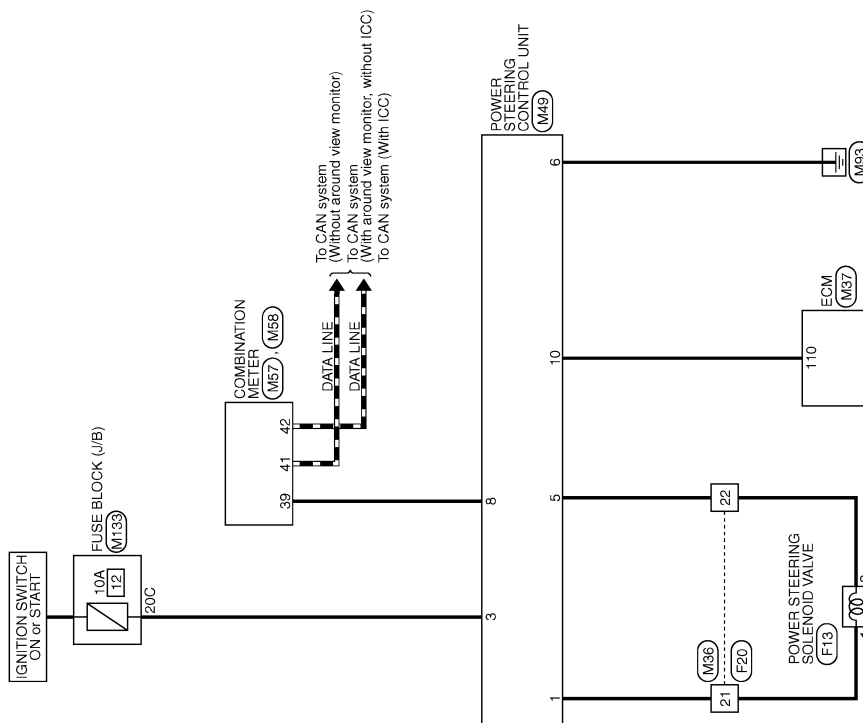 IGNITION SWITCH
ON or START
FUSE BLOCK (J/B)
M133
10A
12
20C
COMBINATION
METER
M57 , M58
39
41
42
DATA LINE
DATA LINE
To CAN system
(Without around view monitor)
To CAN system
(With around view monitor, without ICC)
To CAN system (With ICC)
POWER
STEERING
CONTROL UNIT
M49
3
8
1
5
10
6
M36
F20
21
22
POWER STEERING
SOLENOID VALVE
F13
ECM
M37
110
M93